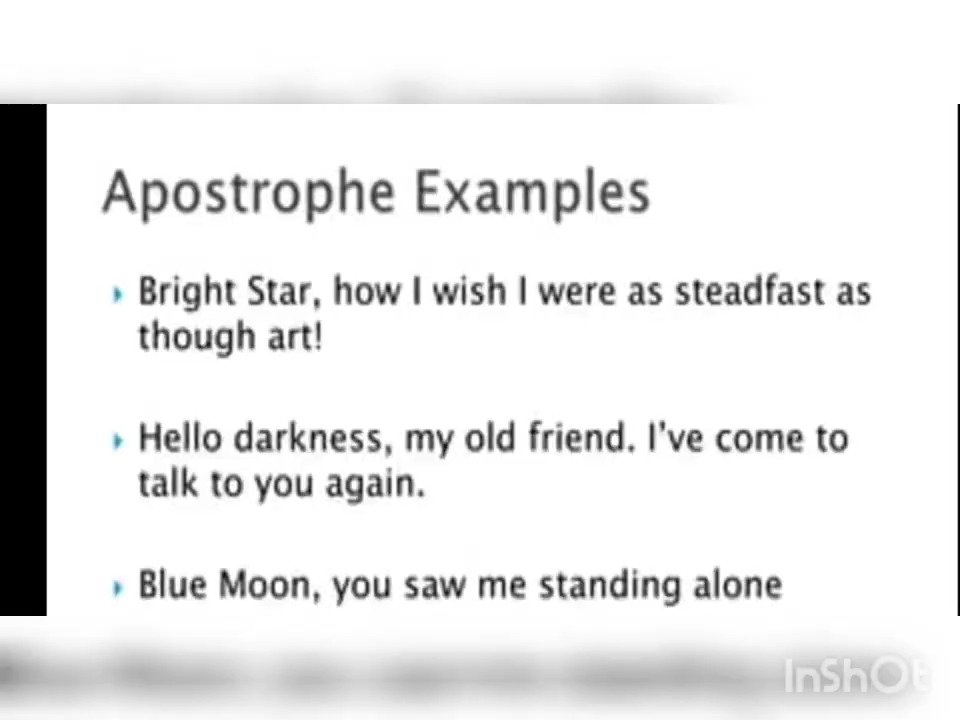 Apostrophe Examples
Bright Star, how I wish I were as steadfast as
though art!
Hello darkness, my old friend. I've come to
talk to you again.
Blue Moon, you saw me standing alone
InShOt